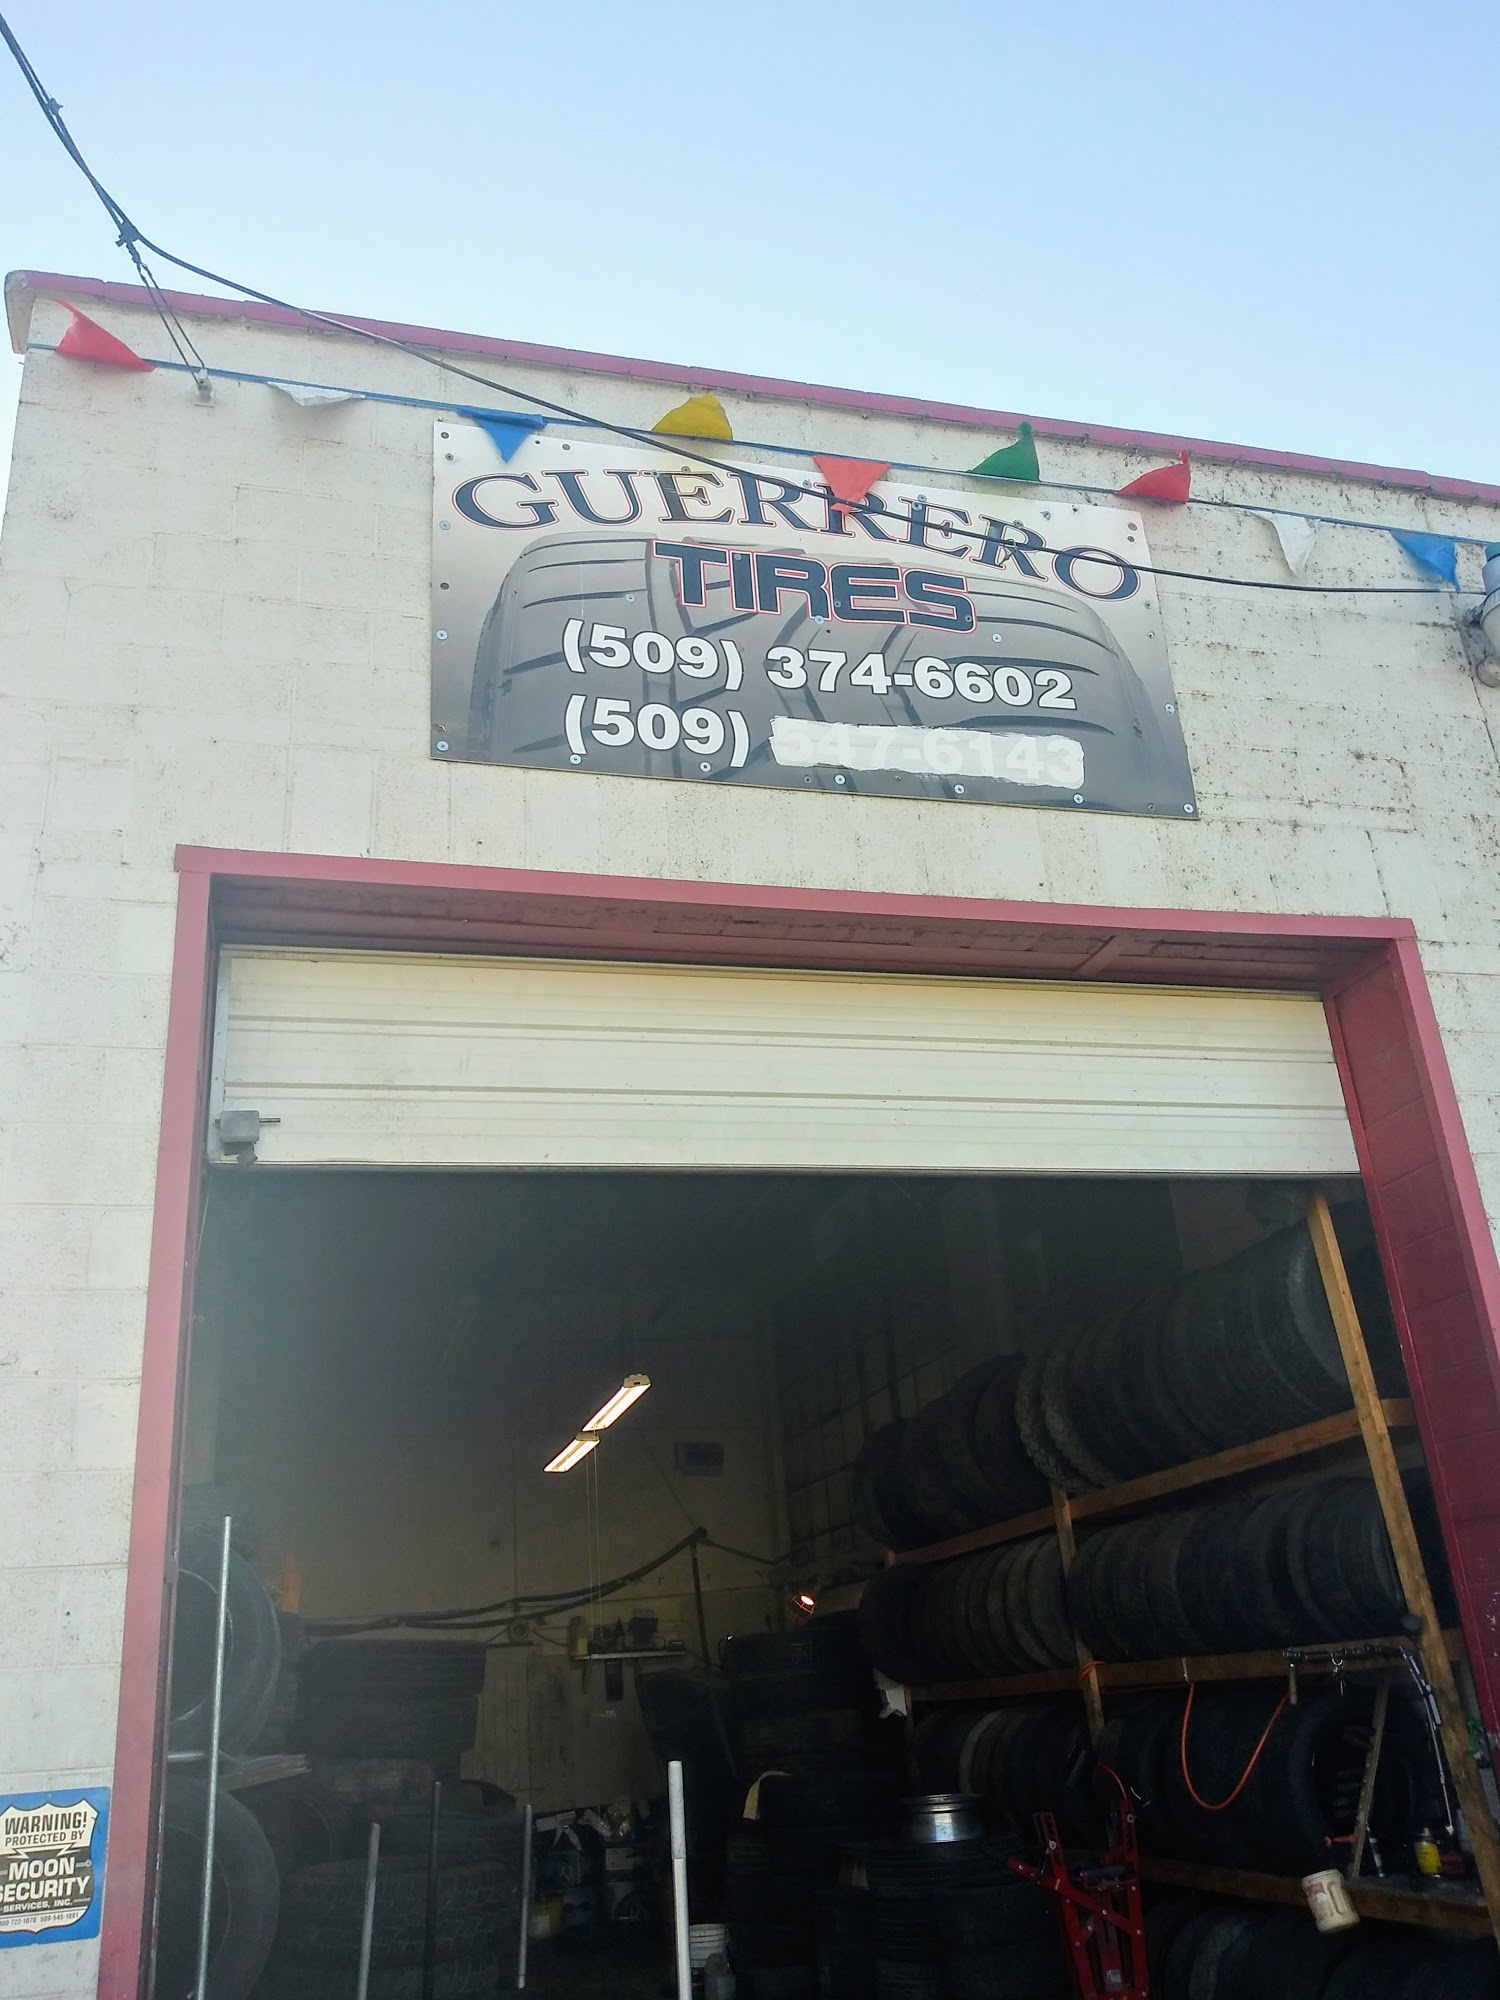 GUERRERO
TIRES
(509) 374-6602
(509) 547-6143
WARNING!
PROTECTED BY
MOON
SECURITY
SERVICES, INC.